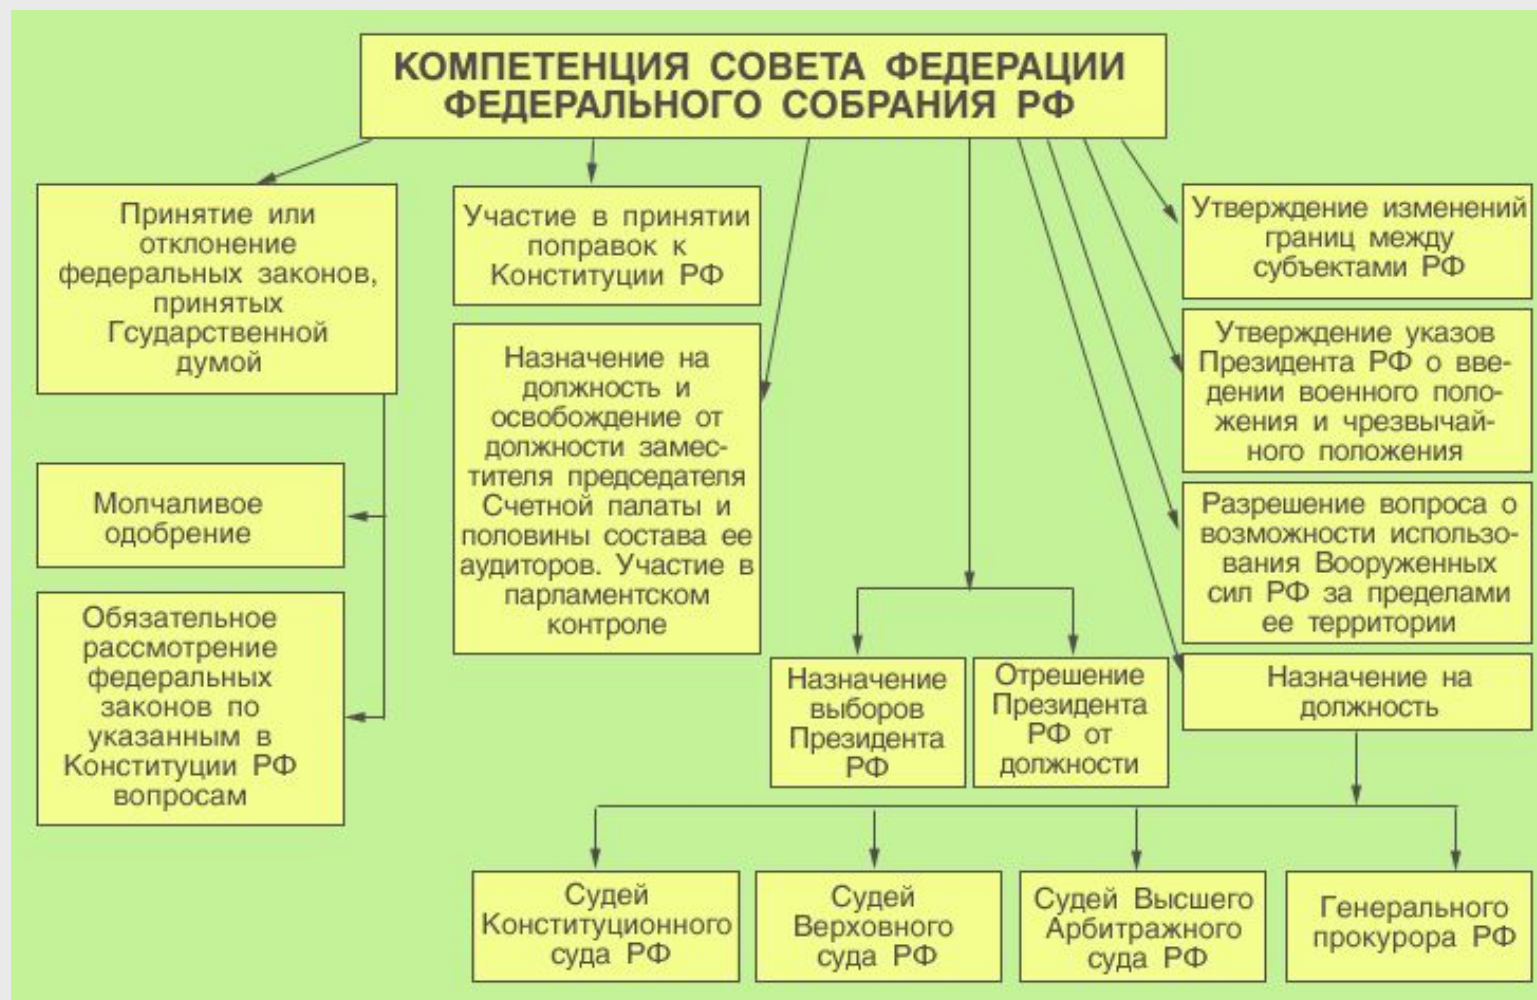 КОМПЕТЕНЦИЯ СОВЕТА ФЕДЕРАЦИИ
ФЕДЕРАЛЬНОГО СОБРАНИЯ РФ
Принятие или
отклонение
федеральных законов,
принятых
Гсударственной
думой
Молчаливое
одобрение
Обязательное
рассмотрение
федеральных
законов по
указанным в
Конституции РФ
вопросам
Участие в принятии
поправок к
Конституции РФ
Назначение на
должность и
освобождение от
должности замес-
тителя председателя
Счетной палаты и
половины состава ее
аудиторов. Участие в
парламентском
контроле
Назначение
выборов
Президента
РФ
Отрешение
Президента
РФ от
должности
Утверждение изменений
границ между
субъектами РФ
Утверждение указов
Президента РФ о вве-
дении военного поло-
жения и чрезвычай-
ного положения
Разрешение вопроса о
возможности использо-
вания Вооруженных
сил РФ за пределами
ее территории
Назначение на
должность
Судей
Конституционного
суда РФ
Судей
Верховного
суда РФ
Судей Высшего
Арбитражного
суда РФ
Генерального
прокурора РФ